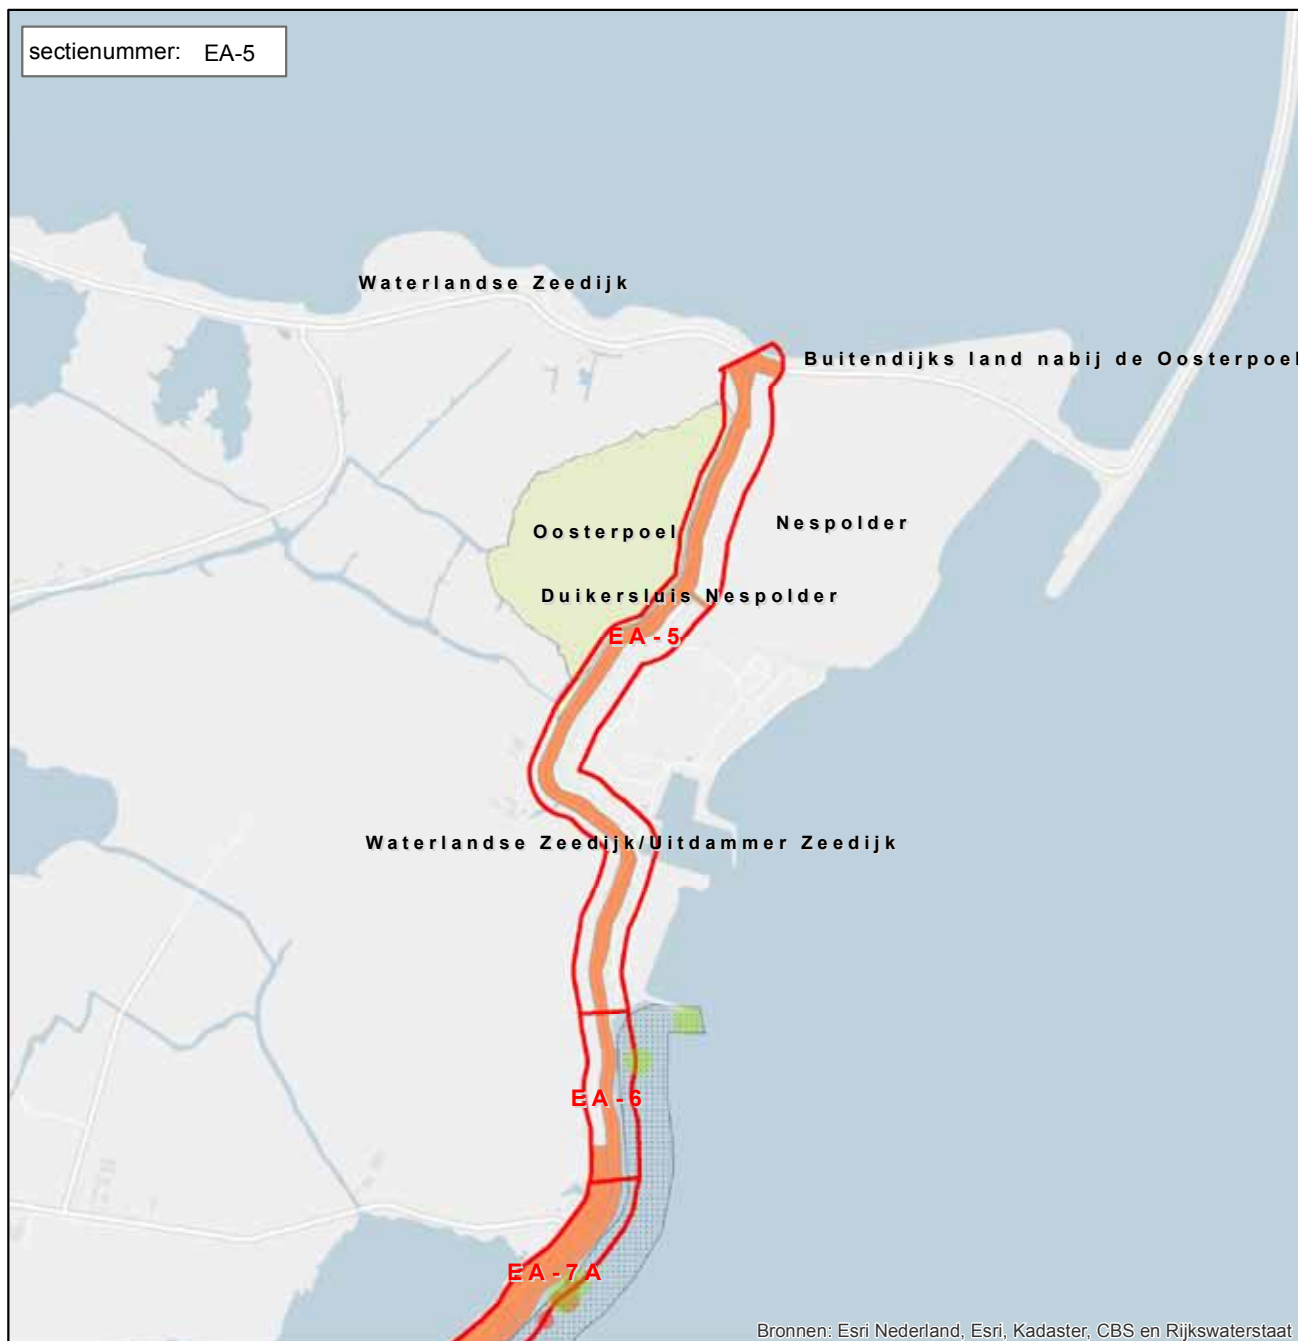 sectienummer: EA-5
Waterlandse Zeedijk
Buitendijks land nabij de Oosterpoel
Nespolder
Oosterpoel
Duikersluis Nespolder
EA-5
Waterlandse Zeedijk/Uitdammer Zeedijk
EA-6
EA-7A
Bronnen: Esri Nederland, Esri, Kadaster, CBS en Rijkswaterstaat